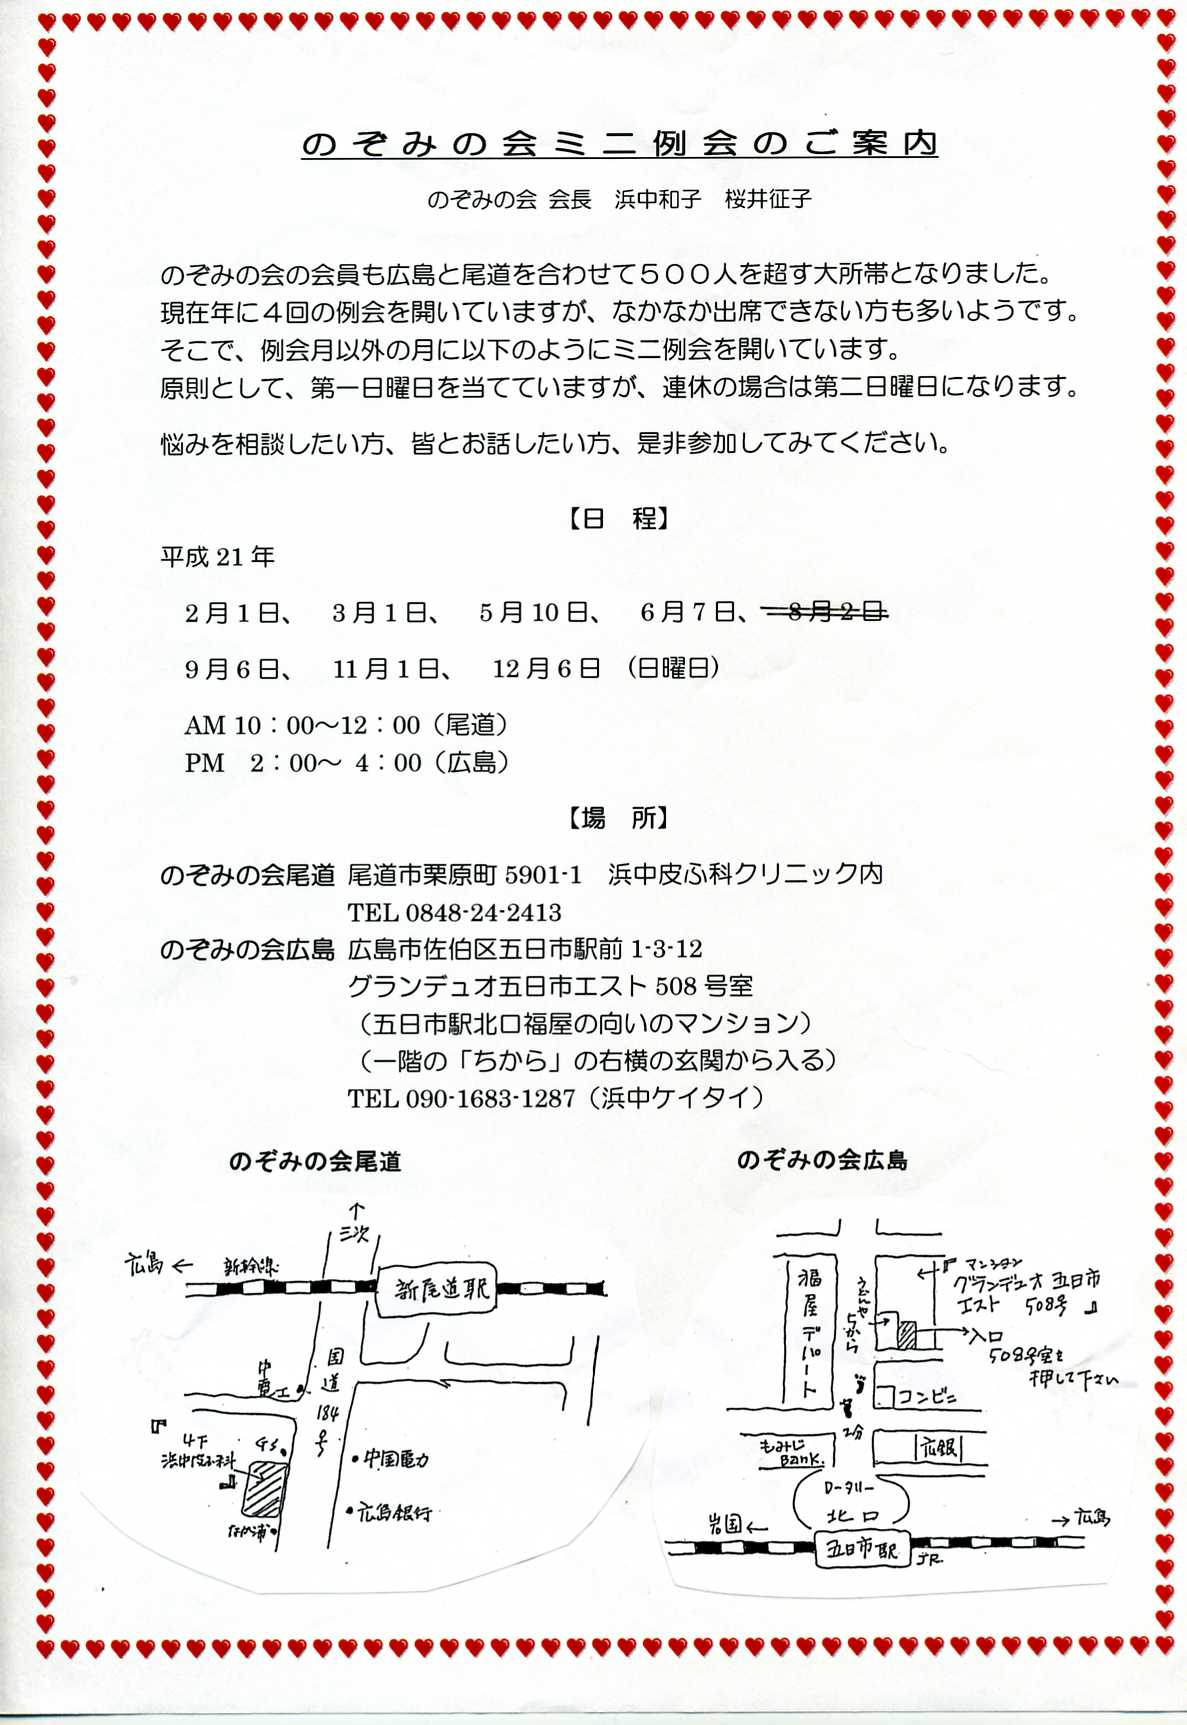 のぞみの会ミニ例会のご案内
のぞみの会 会長　浜中和子　桜井征子
のぞみの会の会員も広島と尾道を合わせて５００人を超す大所帯となりました。
現在年に４回の例会を開いていますが、なかなか出席できない方も多いようです。
そこで、例会月以外の月に以下のようにミニ例会を開いています。
原則として、第一日曜日を当てていますが、連休の場合は第二日曜日になります。
悩みを相談したい方、皆とお話したい方、是非参加してみてください。
【日　程】
平成 21 年
2 月 1 日、　3 月 1 日、　5 月 10 日、　6 月 7 日、　8 月 2 日
9 月 6 日、　11 月 1 日、　12 月 6 日　（日曜日）
AM 10：00～12：00（尾道）
PM　2：00～ 4：00（広島）
【場　所】
のぞみの会尾道 尾道市栗原町 5901-1　浜中皮ふ科クリニック内
TEL 0848-24-2413
のぞみの会広島 広島市佐伯区五日市駅前 1-3-12
グランデュオ五日市エスト 508 号室
（五日市駅北口福屋の向いのマンション）
（一階の「ちから」の右横の玄関から入る）
TEL 090-1683-1287（浜中ケイタイ）
のぞみの会尾道
↑
三次
広島 ←
新幹線
新尾道駅
中電工
国道184号
GS
浜中皮ふ科
中国電力
広島銀行
のぞみの会広島
福屋デパート
うどんや
ちから
「マンション
グランデュオ 五日市
エスト 508号」
→入口
508号室を
押して下さい
コンビニ
2分
もみじ
BANK.
広銀
ロータリー
北口
岩国 ←
五日市駅
JR
→ 広島